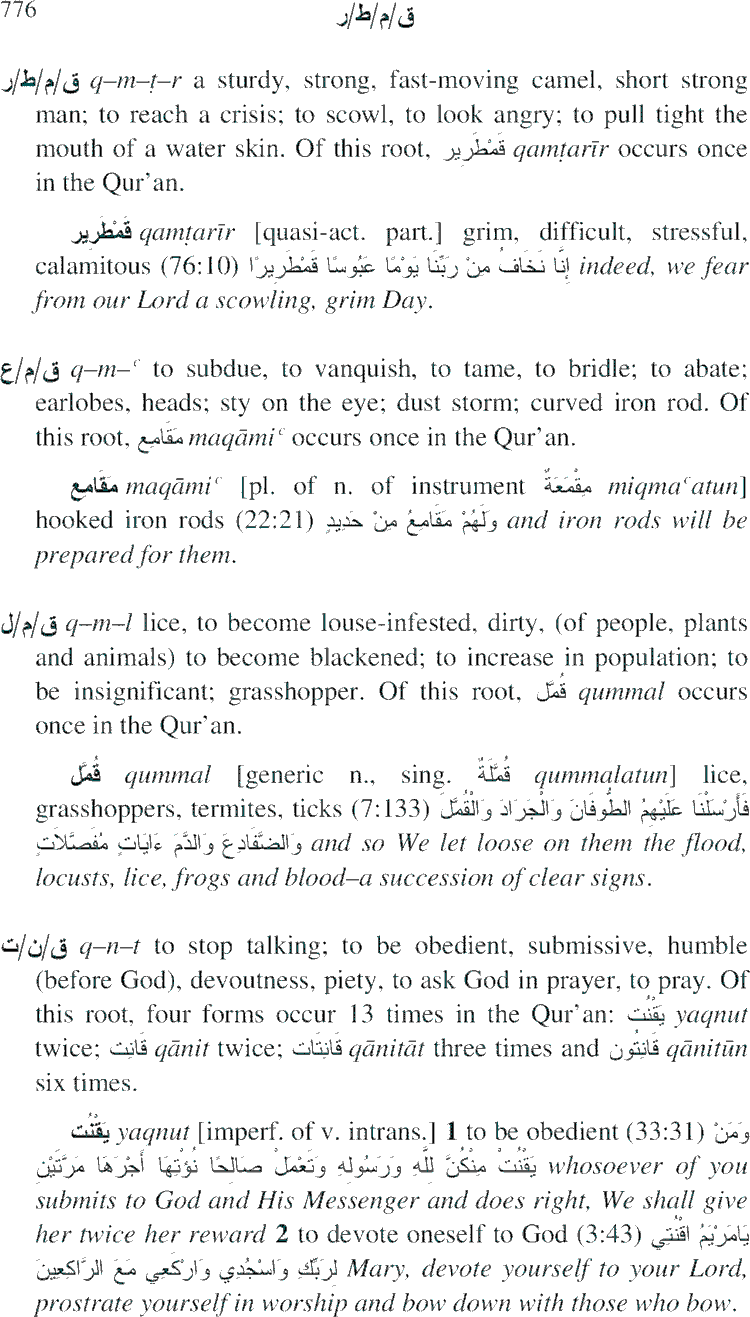 776
ق/م/ط/ر
ق/م/ط/ر q–m–ṭ–r a sturdy, strong, fast-moving camel, short strong
man; to reach a crisis; to scowl, to look angry; to pull tight the
mouth of a water skin. Of this root, قَمْطَرِير qamṭarīr occurs once
in the Qur’an.
قَمْطَرِير qamṭarīr [quasi-act. part.] grim, difficult, stressful,
calamitous (76:10) إِنَّا نَخَافُ مِنْ رَبِّنَا يَوْمًا عَبُوسًا قَمْطَرِيرًا indeed, we fear
from our Lord a scowling, grim Day.
ق/م/ع q–m–ʿ to subdue, to vanquish, to tame, to bridle; to abate;
earlobes, heads; sty on the eye; dust storm; curved iron rod. Of
this root, مَقَامِع maqāmiʿ occurs once in the Qur’an.
مَقَامِع maqāmiʿ [pl. of n. of instrument مِقْمَعَةٌ miqmaʿatun]
hooked iron rods (22:21) وَلَهُمْ مَقَامِعُ مِنْ حَدِيدٍ and iron rods will be
prepared for them.
ق/م/ل q–m–l lice, to become louse-infested, dirty, (of people, plants
and animals) to become blackened; to increase in population; to
be insignificant; grasshopper. Of this root, قُمَّل qummal occurs
once in the Qur’an.
قُمَّل qummal [generic n., sing. قُمَّلَةٌ qummalatun] lice,
grasshoppers, termites, ticks (7:133) فَأَرْسَلْنَا عَلَيْهِمُ الطُّوفَانَ وَالْجَرَادَ وَالْقُمَّلَ
وَالضَّفَادِعَ وَالدَّمَ ءَايَاتٍ مُفَصَّلَاتٍ and so We let loose on them the flood,
locusts, lice, frogs and blood–a succession of clear signs.
ق/ن/ت q–n–t to stop talking; to be obedient, submissive, humble
(before God), devoutness, piety, to ask God in prayer, to pray. Of
this root, four forms occur 13 times in the Qur’an: يَقْنُت yaqnut
twice; قَانِت qānit twice; قَانِتَات qānitāt three times and قَانِتُون qānitūn
six times.
يَقْنُت yaqnut [imperf. of v. intrans.] 1 to be obedient (33:31) وَمَنْ
يَقْنُتْ مِنْكُنَّ لِلَّهِ وَرَسُولِهِ وَتَعْمَلْ صَالِحًا نُؤْتِهَا أَجْرَهَا مَرَّتَيْنِ whosoever of you
submits to God and His Messenger and does right, We shall give
her twice her reward 2 to devote oneself to God (3:43) يَامَرْيَمُ اقْنُتِي
لِرَبِّكِ وَاسْجُدِي وَارْكَعِي مَعَ الرَّاكِعِينَ Mary, devote yourself to your Lord,
prostrate yourself in worship and bow down with those who bow.